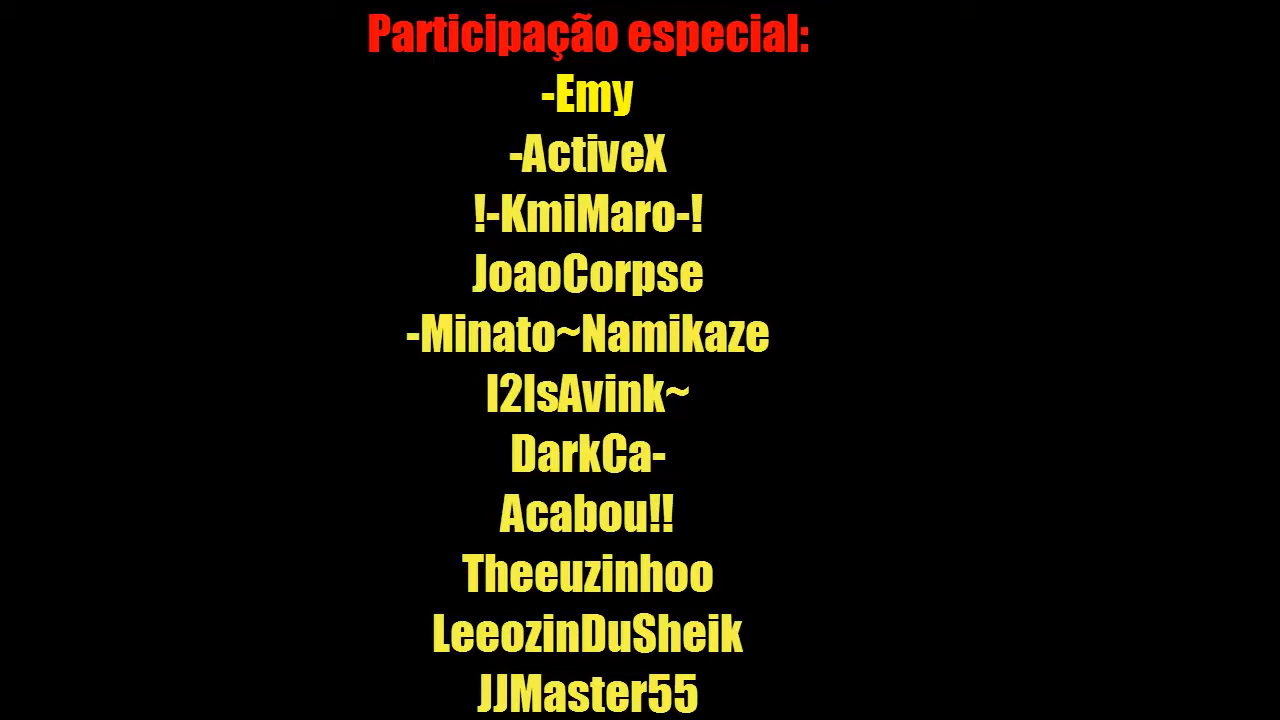 Participação especial:
-Emy
-ActiveX
!-KmiMaro-!
JoaoCorpse
-Minato~Namikaze
I2IsAvink~
DarkCa-
Acabou!!
Theeuzinhoo
LeeozinDuSheik
JJMaster55